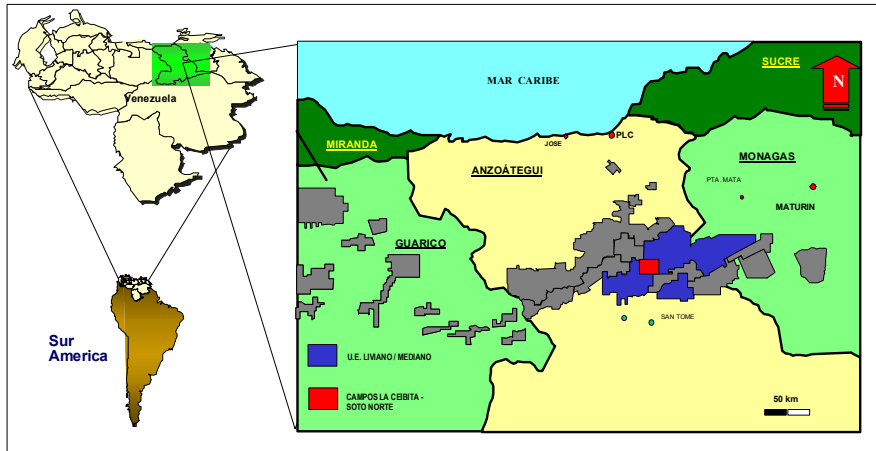 Venezuela
Sur
America
MAR CARIBE
SUCRE
N
MIRANDA
JOSE
PLC
ANZOÁTEGUI
MONAGAS
PTA. MATA
MATURIN
GUARICO
SAN TOME
U.E. LIVIANO / MEDIANO
CAMPOS LA CEIBITA -
SOTO NORTE
50 km